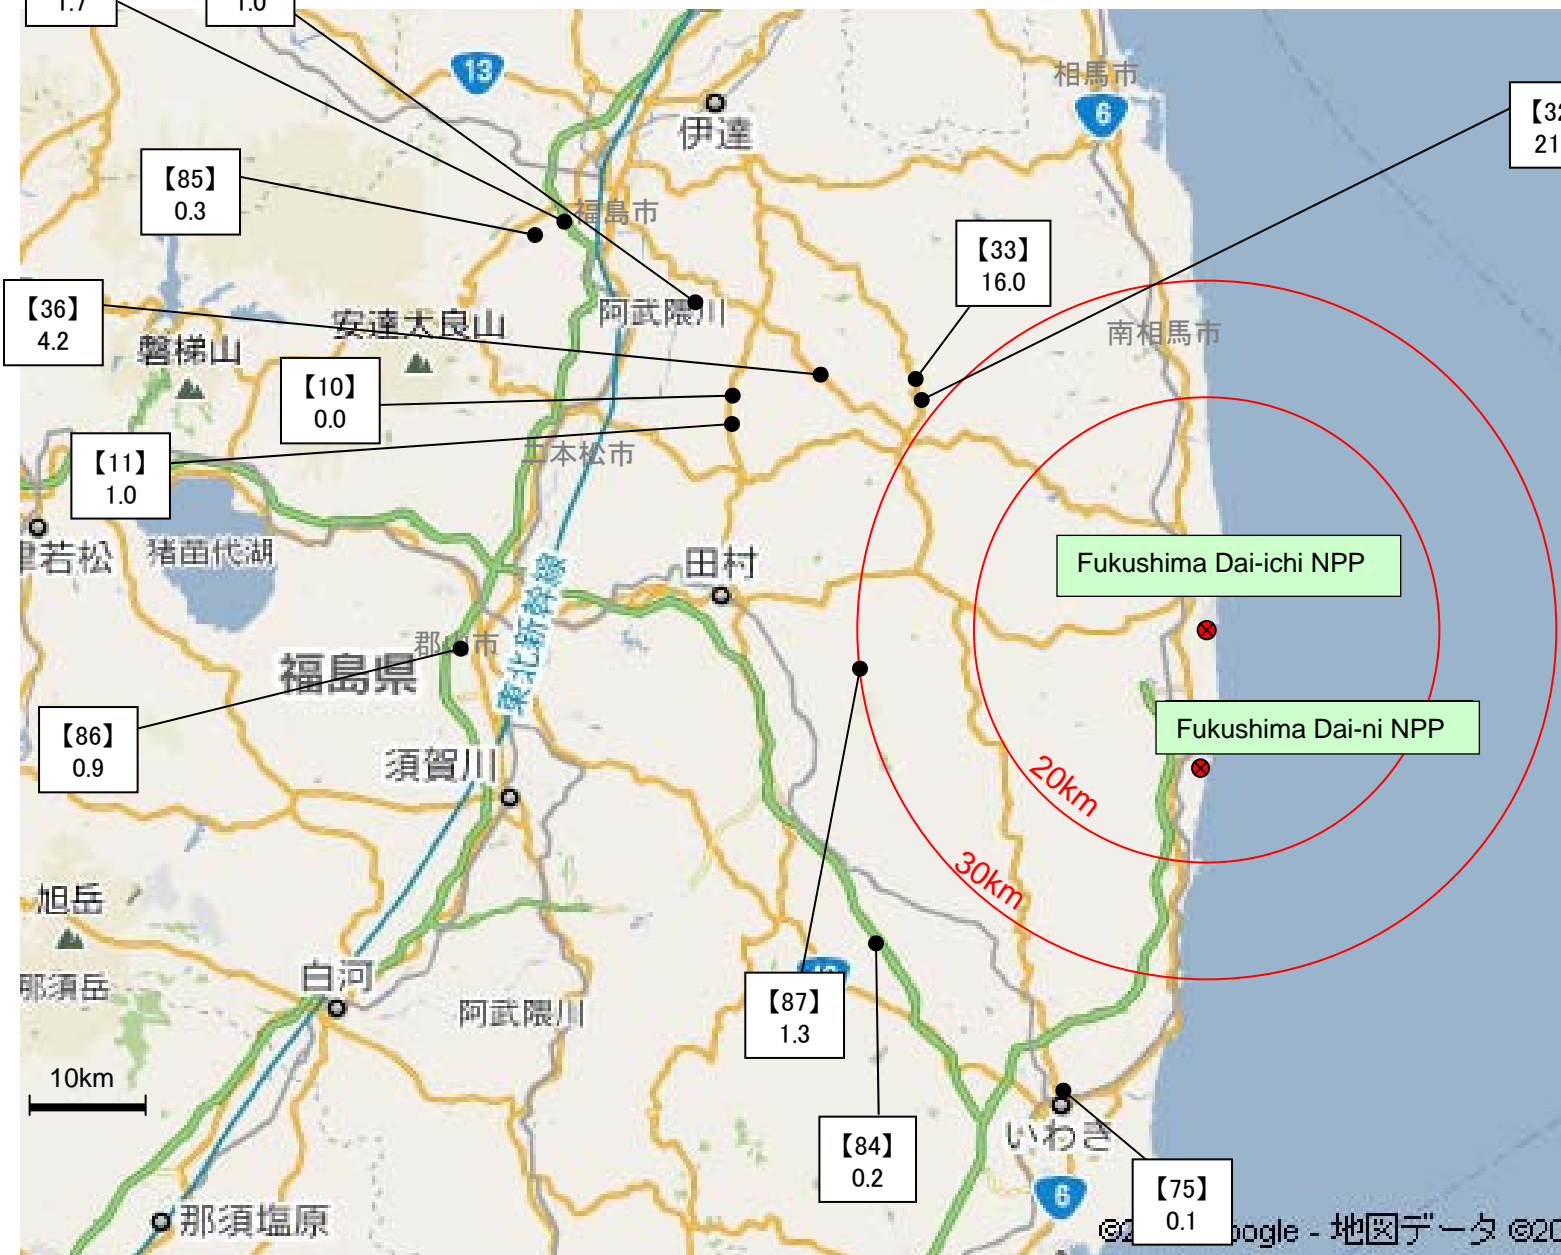 1.7
1.0
13
相馬市
6
伊達
【32
21
【85】
0.3
福島市
【33】
16.0
【36】
4.2
安達太良山
阿武隈川
南相馬市
磐梯山
【10】
0.0
【11】
1.0
二本松市
津若松
猪苗代湖
田村
Fukushima Dai-ichi NPP
東北新幹線
郡山市
福島県
【86】
0.9
須賀川
Fukushima Dai-ni NPP
20km
30km
旭岳
那須岳
白河
阿武隈川
【87】
1.3
10km
いわき
【84】
0.2
【75】
0.1
6
那須塩原
oogle - 地図データ ©20